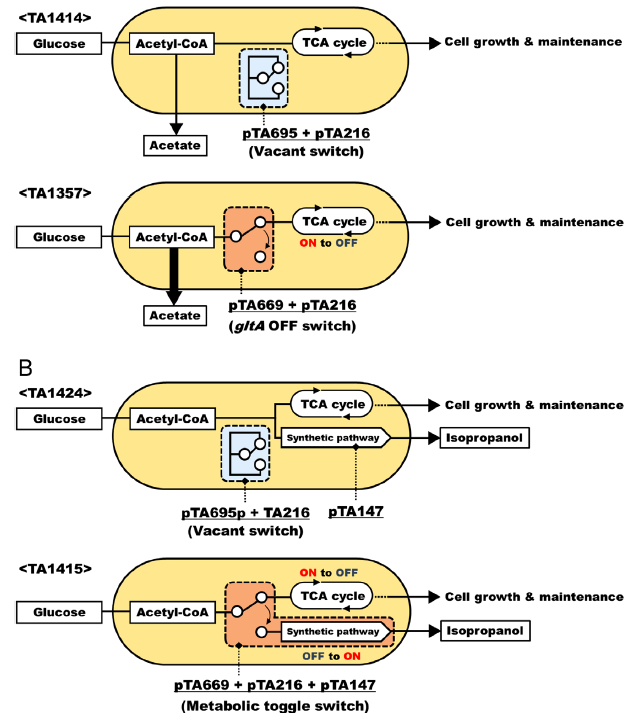 <TA1414>
Glucose
Acetyl-CoA
TCA cycle
Cell growth & maintenance
Acetate
pTA695 + pTA216
(Vacant switch)
<TA1357>
Glucose
Acetyl-CoA
TCA cycle
Cell growth & maintenance
ON to OFF
Acetate
pTA669 + pTA216
(gltA OFF switch)
B
<TA1424>
Glucose
Acetyl-CoA
TCA cycle
Cell growth & maintenance
Synthetic pathway
Isopropanol
pTA695p + TA216
(Vacant switch)
pTA147
<TA1415>
ON to OFF
Glucose
Acetyl-CoA
TCA cycle
Cell growth & maintenance
Synthetic pathway
Isopropanol
OFF to ON
pTA669 + pTA216 + pTA147
(Metabolic toggle switch)